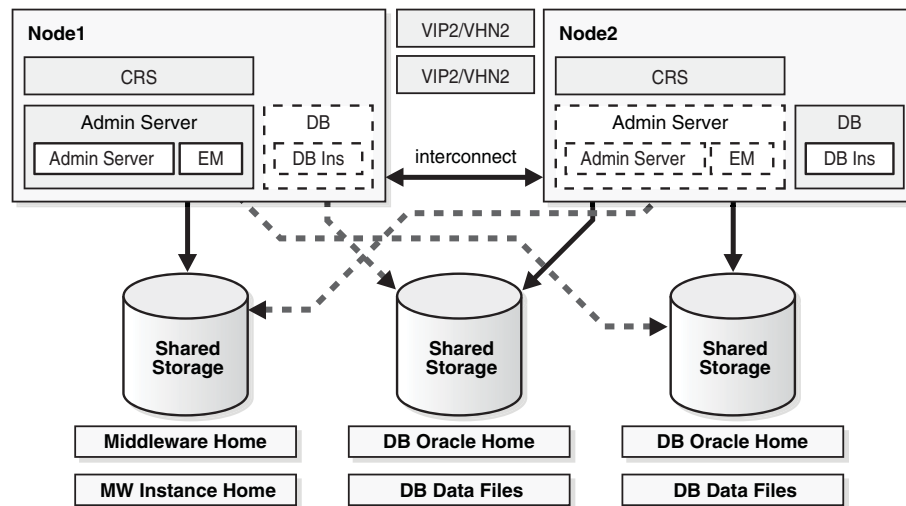 Node1
CRS
Admin Server
Admin Server
EM
DB
DB Ins
VIP2/VHN2
VIP2/VHN2
interconnect
Node2
CRS
Admin Server
Admin Server
EM
DB
DB Ins
Shared
Storage
Shared
Storage
Shared
Storage
Middleware Home
DB Oracle Home
DB Oracle Home
MW Instance Home
DB Data Files
DB Data Files